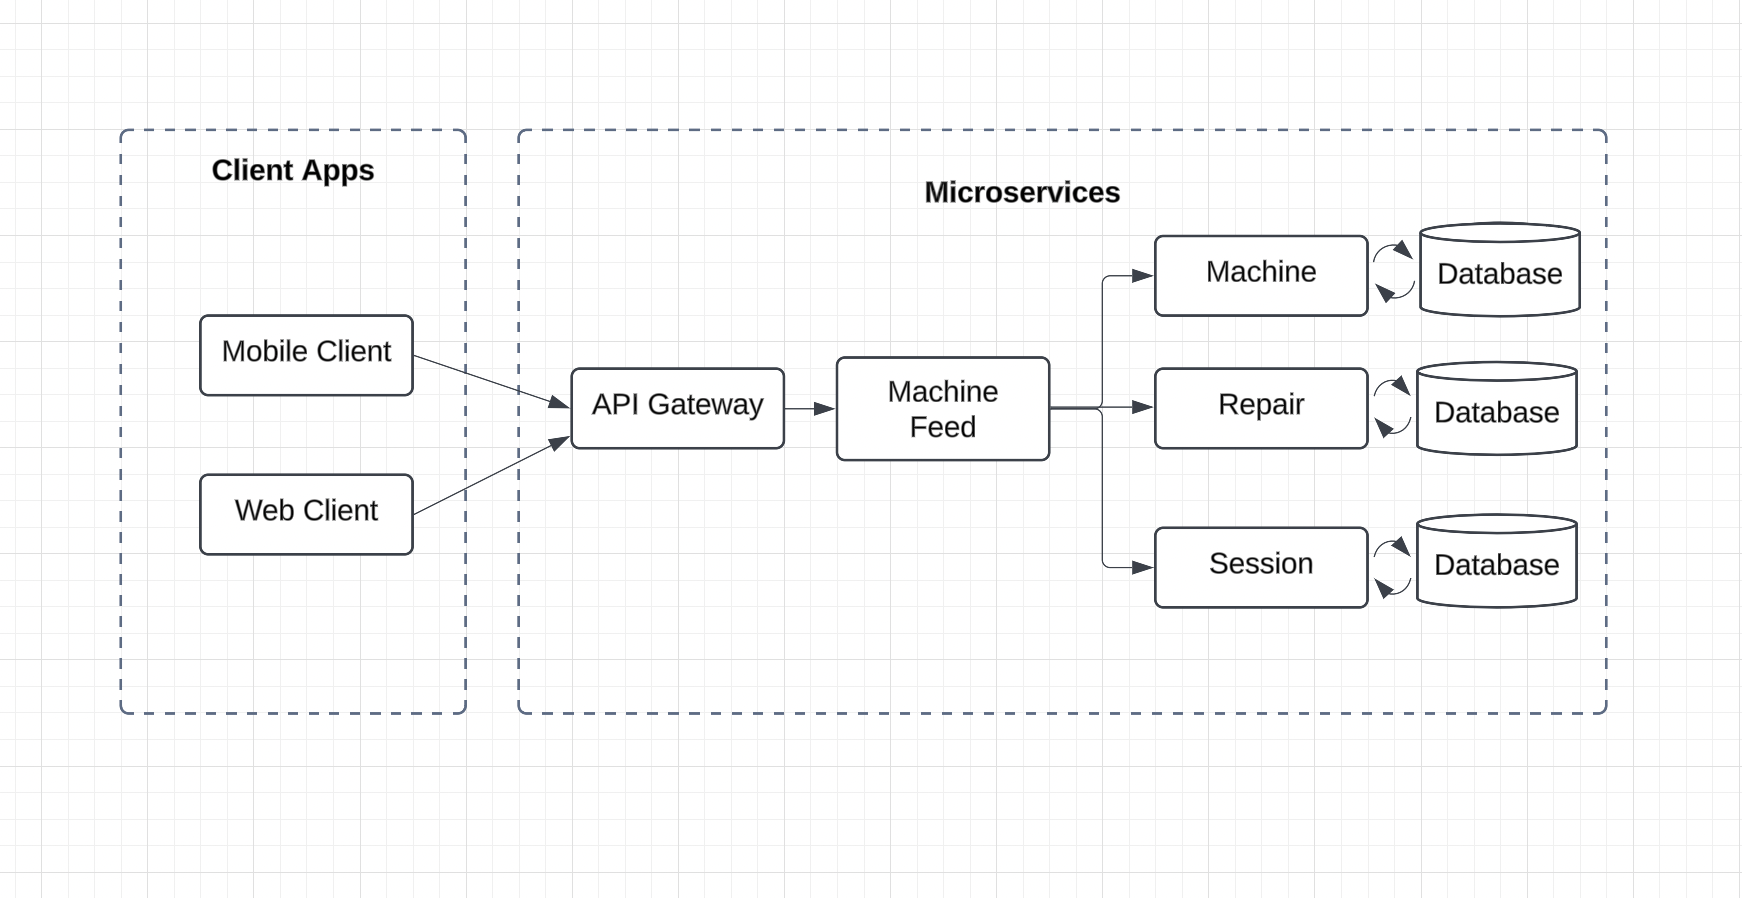 Client Apps
Mobile Client
Web Client
Microservices
API Gateway
Machine
Feed
Machine
Database
Repair
Database
Session
Database